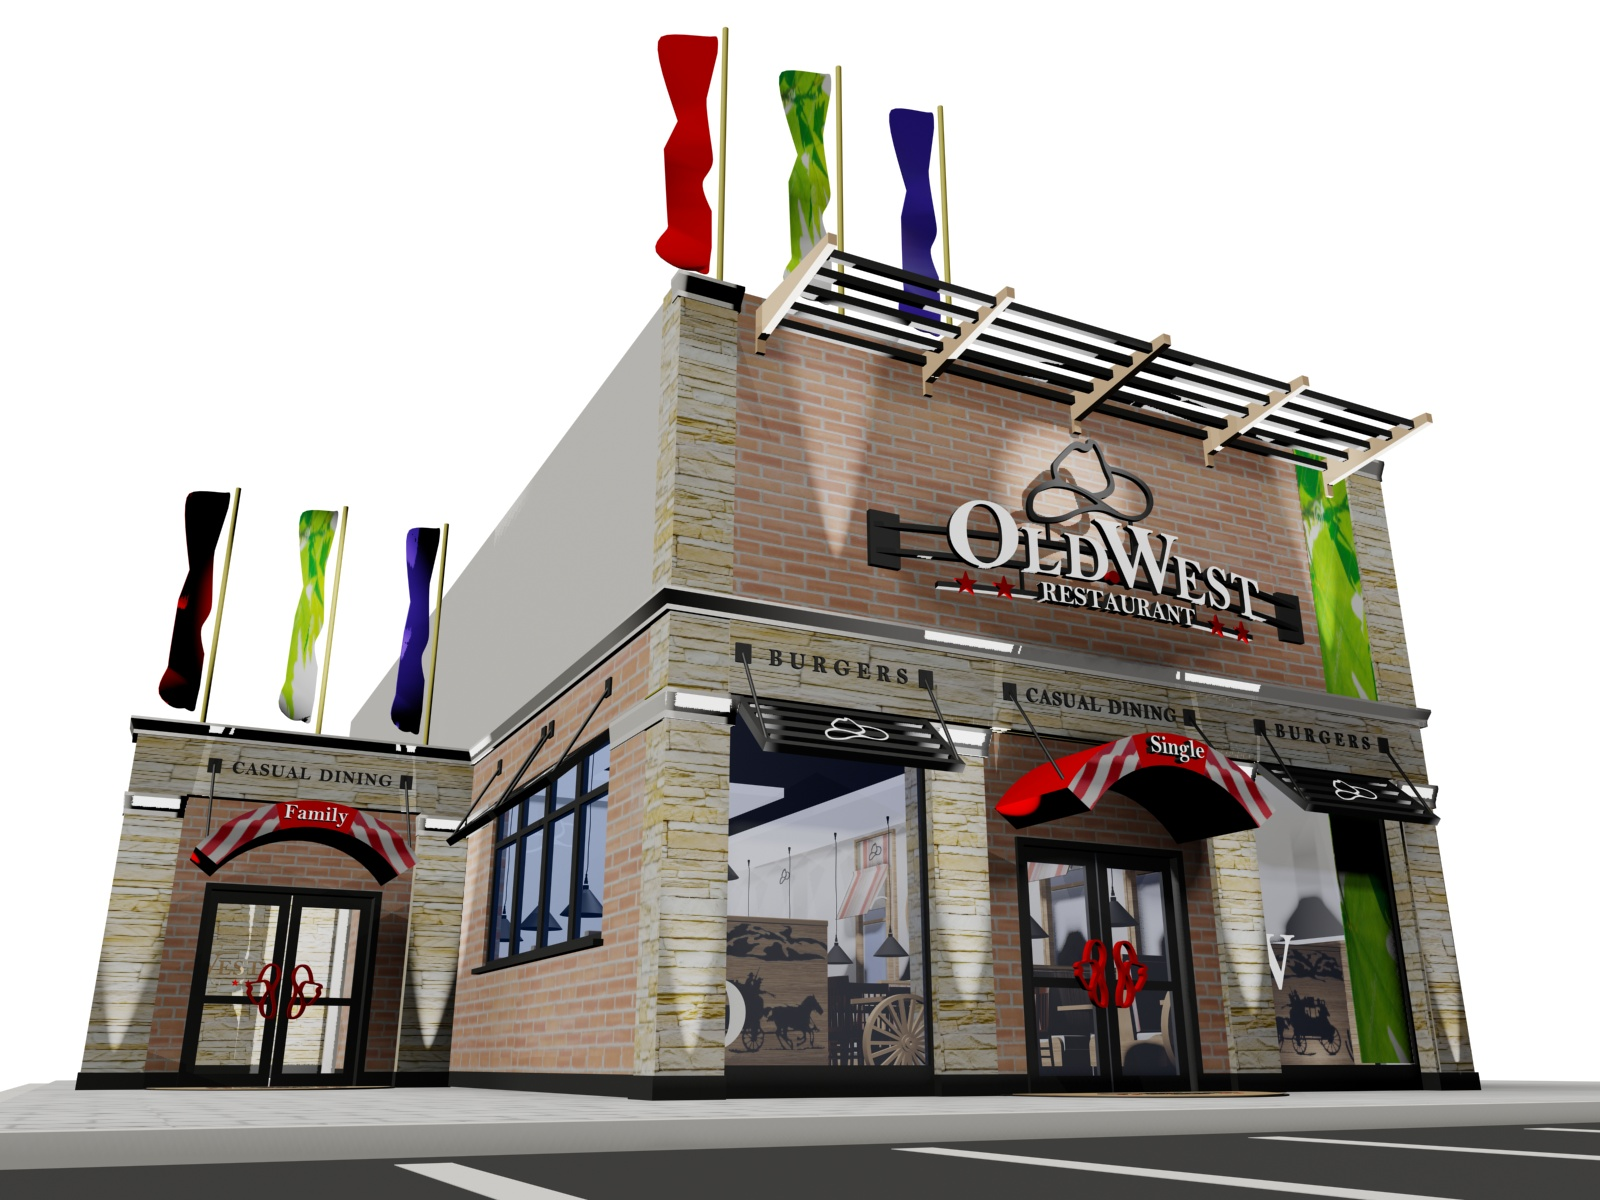 OLDWEST
RESTAURANT
BURGERS
CASUAL DINING
BURGERS
Single
CASUAL DINING
Family